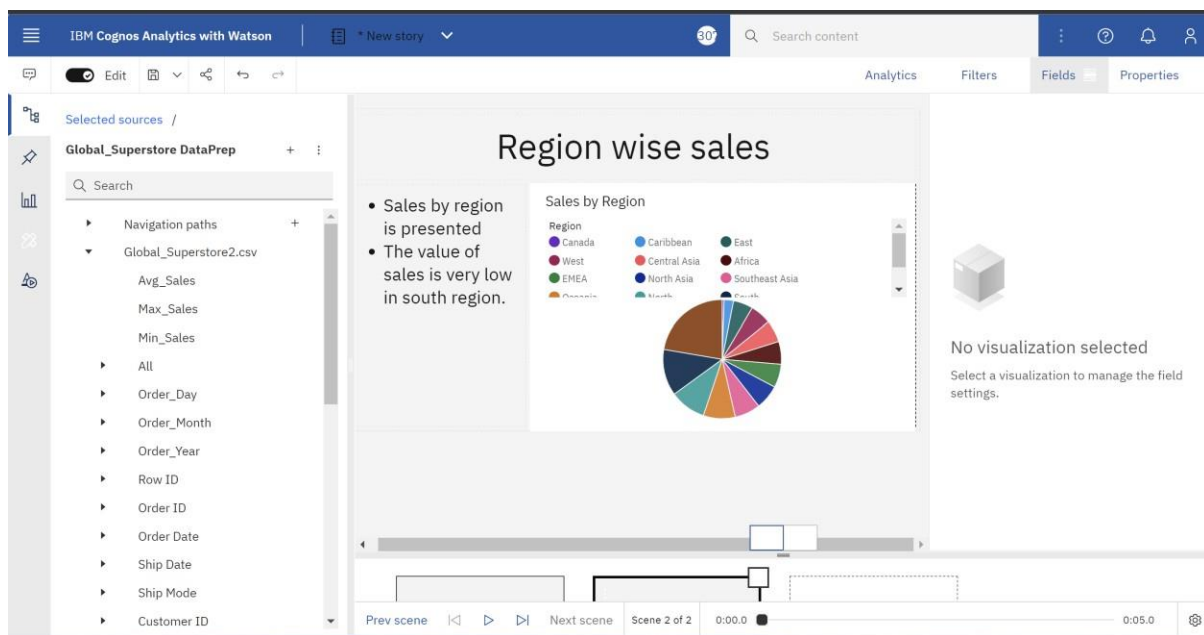 IBM Cognos Analytics with Watson
* New story
30
Search content
Edit
Analytics
Filters
Fields
Properties
Selected sources /
Global_Superstore DataPrep
Search
Navigation paths
Global_Superstore2.csv
Avg_Sales
Max_Sales
Min_Sales
All
Order_Day
Order_Month
Order_Year
Row ID
Order ID
Order Date
Ship Date
Ship Mode
Customer ID
Region wise sales
• Sales by region
is presented
• The value of
sales is very low
in south region.
Sales by Region
Region
Canada
Caribbean
East
West
Central Asia
Africa
EMEA
North Asia
Southeast Asia
Oceania
North
South
No visualization selected
Select a visualization to manage the field
settings.
Prev scene
Next scene
Scene 2 of 2
0:00.0
0:05.0